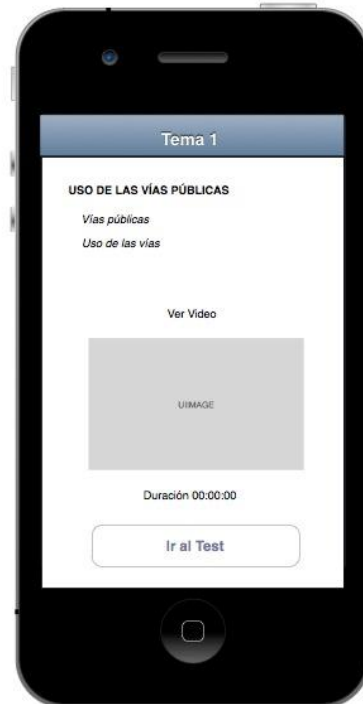 Tema 1
USO DE LAS VÍAS PÚBLICAS
Vías públicas
Uso de las vías
Ver Video
UIIMAGE
Duración 00:00:00
Ir al Test